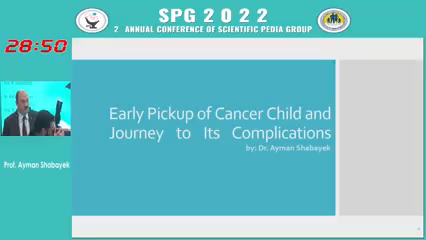 SPG 2022
2 ANNUAL CONFERENCE OF SCIENTIFIC PEDIA GROUP
28:50
Early Pickup of Cancer Child and
Journey to Its Complications
by: Dr. Ayman Shabayek
Prof. Ayman Shabayek